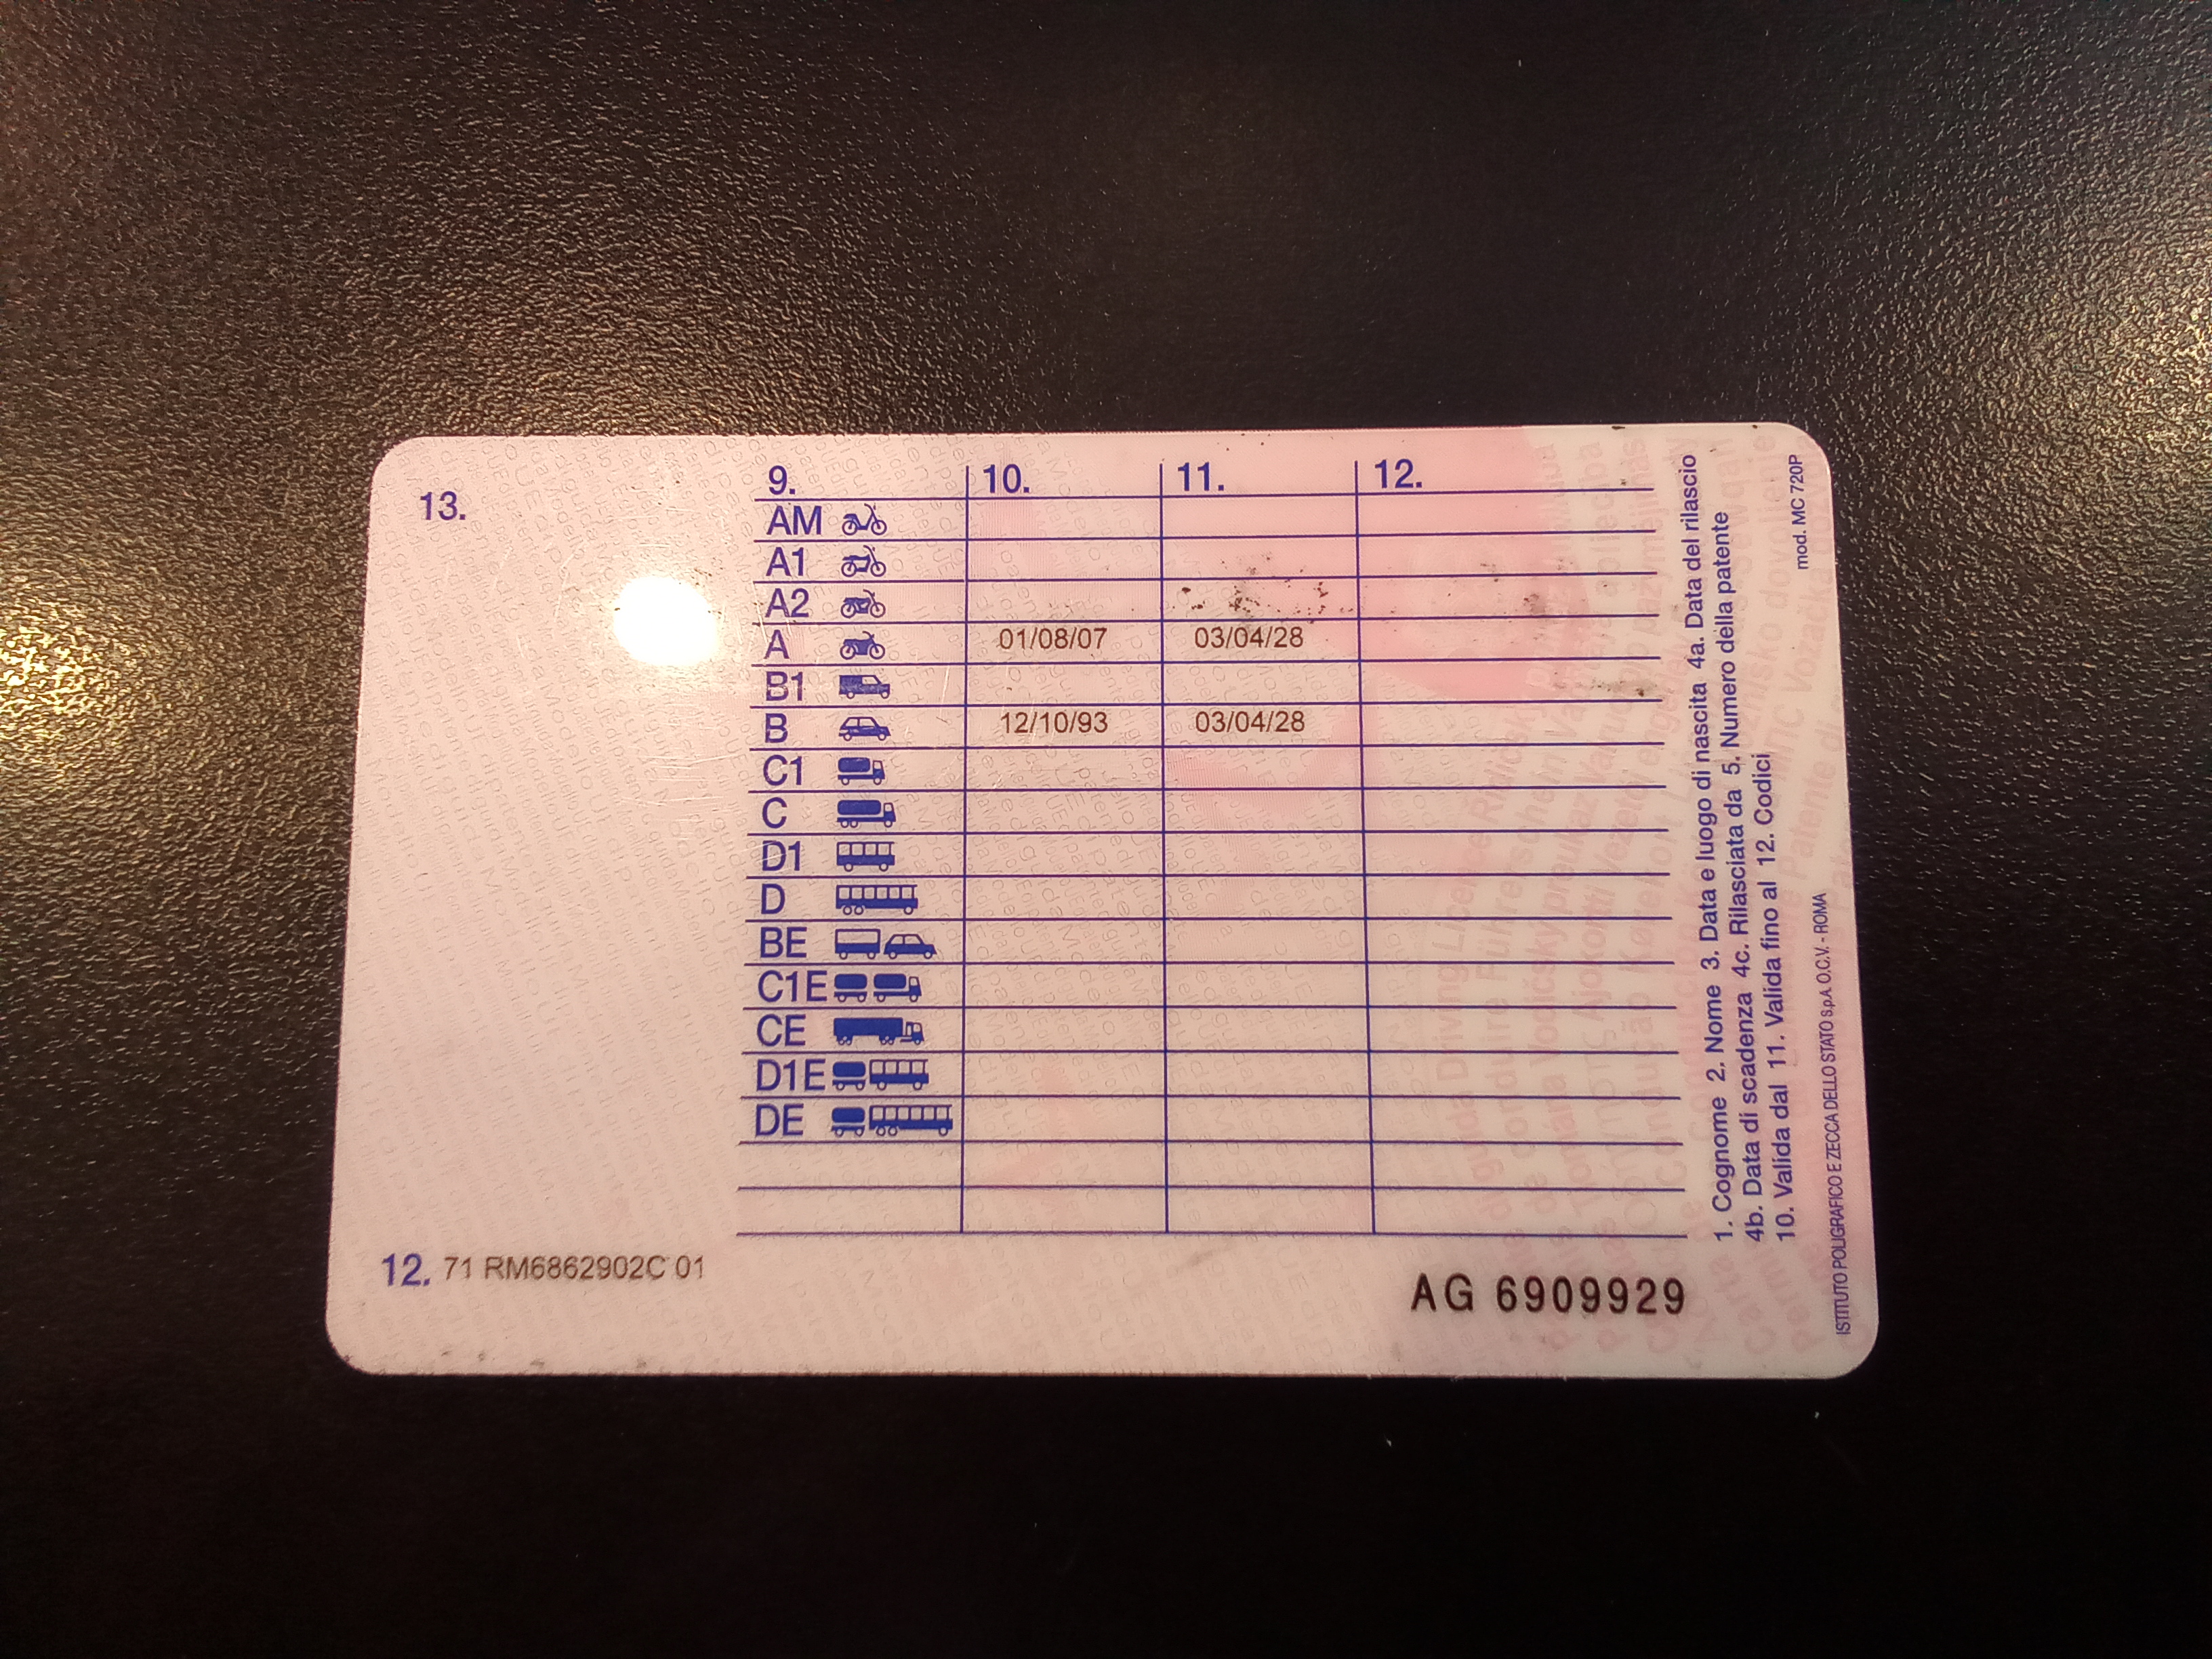 13.
9. 10. 11. 12.
AM
A1
A2
A 01/08/07 03/04/28
B1
B 12/10/93 03/04/28
C1
C
D1
D
BE
C1E
CE
D1E
DE
12. 71 RM6862902C 01
AG 6909929
1. Cognome 2. Nome 3. Data e luogo di nascita 4a. Data del rilascio
4b. Data di scadenza 4c. Rilasciata da 5. Numero della patente
10. Valida dal 11. Valida fino al 12. Codici
mod. MC 720P
ISTITUTO POLIGRAFICO E ZECCA DELLO STATO S.p.A. O.C.V. - ROMA